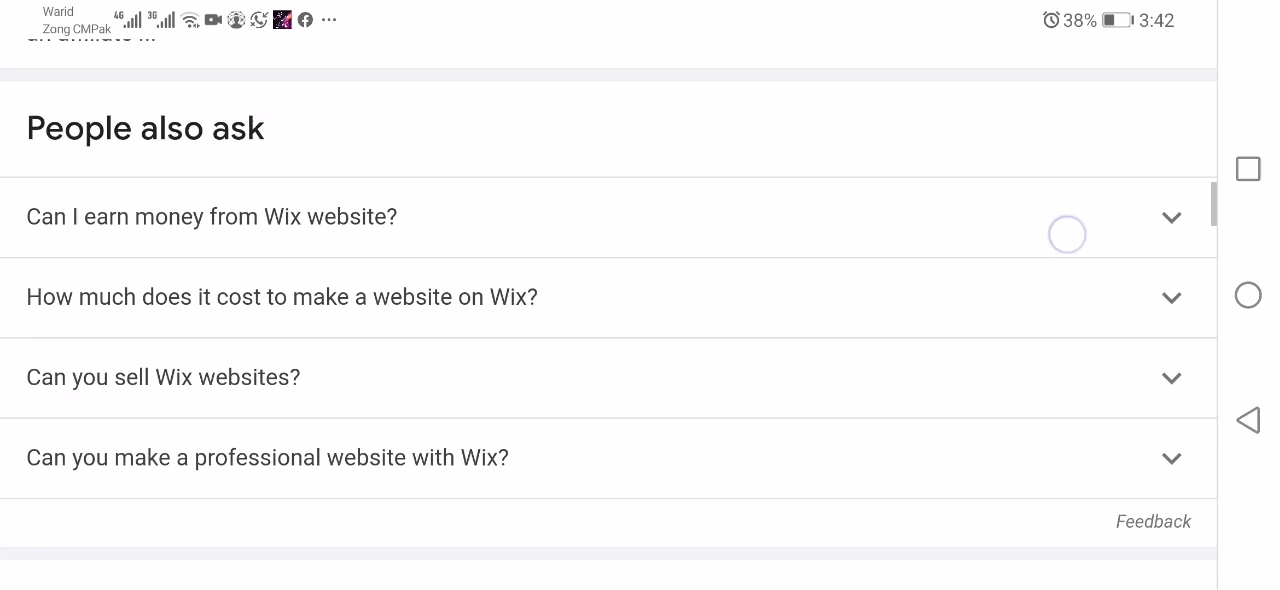 Warid
Zong CMPak
4G
3G
38%
3:42
People also ask
Can I earn money from Wix website?
How much does it cost to make a website on Wix?
Can you sell Wix websites?
Can you make a professional website with Wix?
Feedback